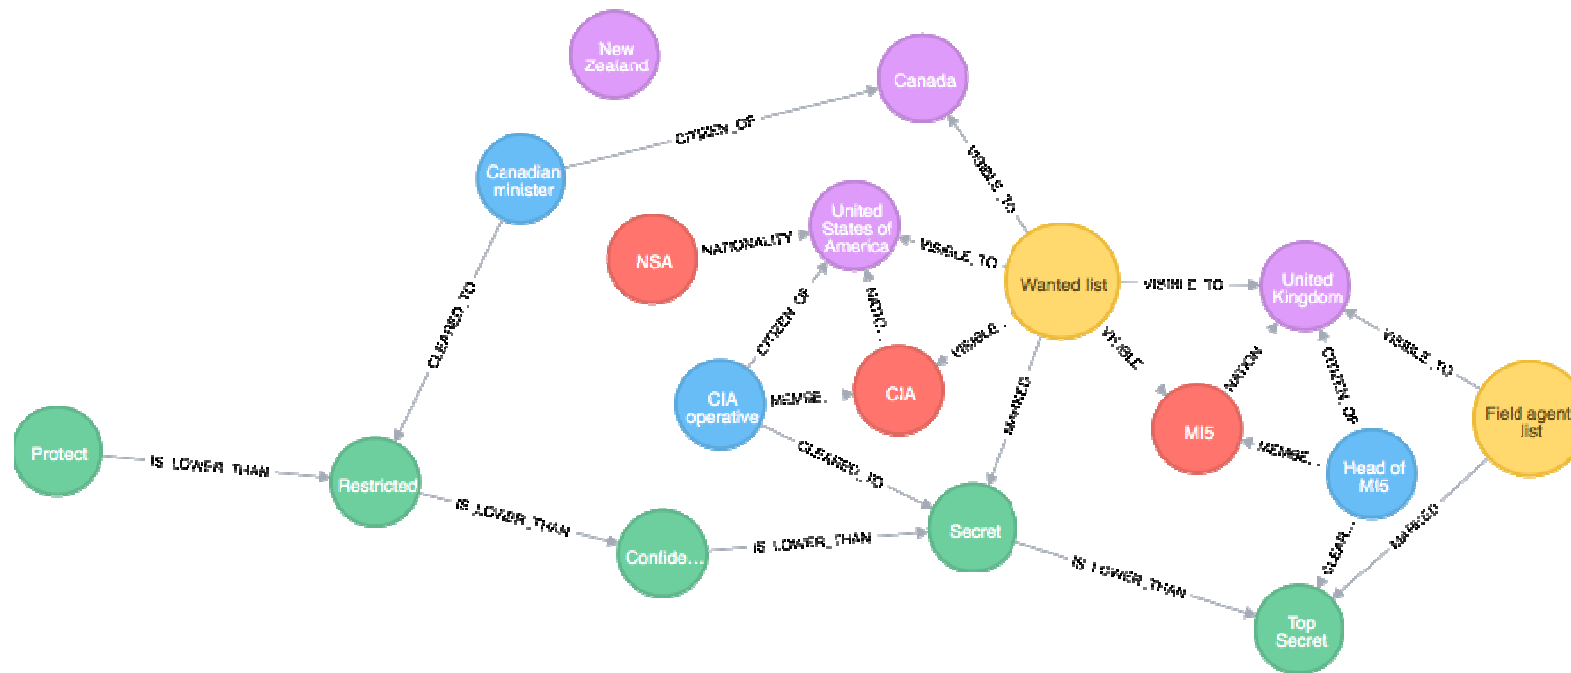 New
Zealand
Canada
CITIZEN_OF
Canadian
minister
VISIBLE_TO
United
States of
America
NSA
NATIONALITY
VISIBLE_TO
Wanted list
VISIBLE_TO
United
Kingdom
CLEARED_TO
CITIZEN_OF
NATIO...
VISIBLE...
VISIBLE
NATION
CITIZEN_OF
VISIBLE_TO
CIA
operative
MEMBE...
CIA
MARKED
MI5
MEMBE...
Head of
MI5
Field agent
list
Protect
IS_LOWER_THAN
Restricted
CLEARED_TO
IS_LOWER_THAN
Confide...
IS_LOWER_THAN
Secret
IS_LOWER_THAN
CLEAR...
MARKED
Top
Secret